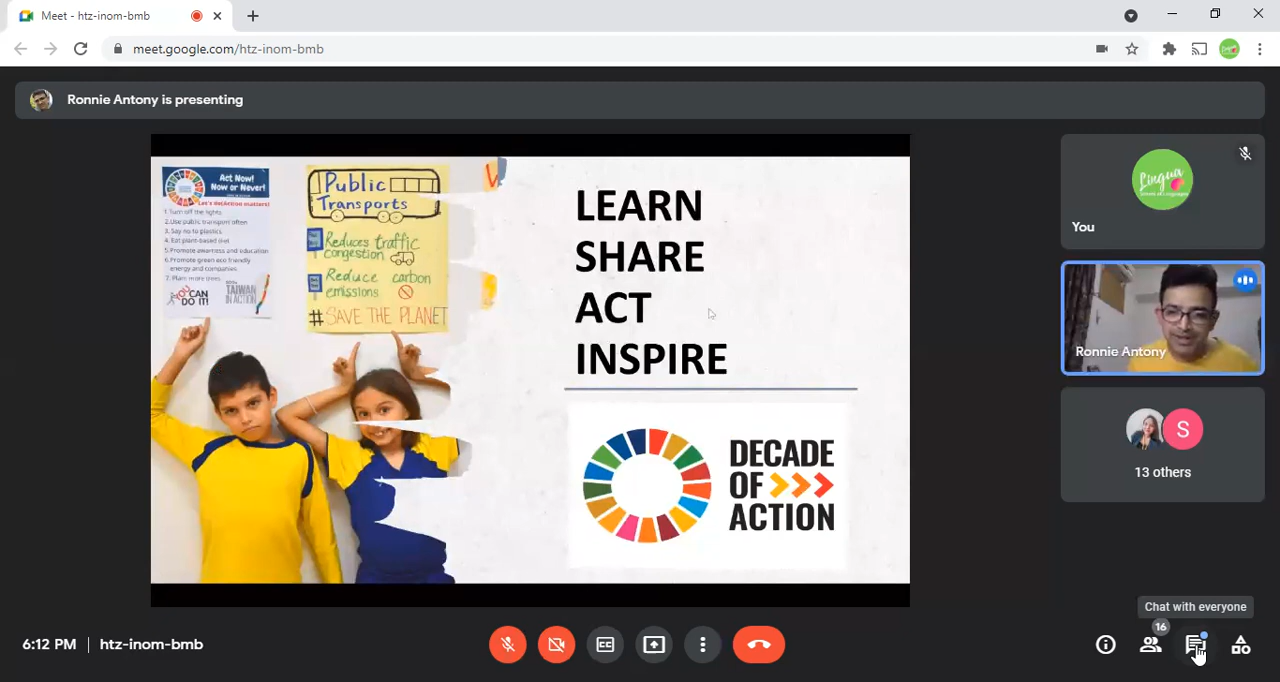 Meet - htz-inom-bmb
meet.google.com/htz-inom-bmb
Ronnie Antony is presenting
Act Now!
Now or Never!
1. Turn off the lights
2. Use public transport often
3. Say no to plastics
4. Eat plant-based diet
5. Promote awareness and education
6. Promote green eco friendly
energy and companies
7. Plant more trees
YOU CAN
DO IT!
TAIWAN
IN ACTION
Public
Transports
Reduces traffic
congestion
Reduce carbon
emissions
#SAVE THE PLANET
LEARN
SHARE
ACT
INSPIRE
DECADE
OF
ACTION
Lingua
You
Ronnie Antony
S
13 others
Chat with everyone
16
6:12 PM
htz-inom-bmb
CC